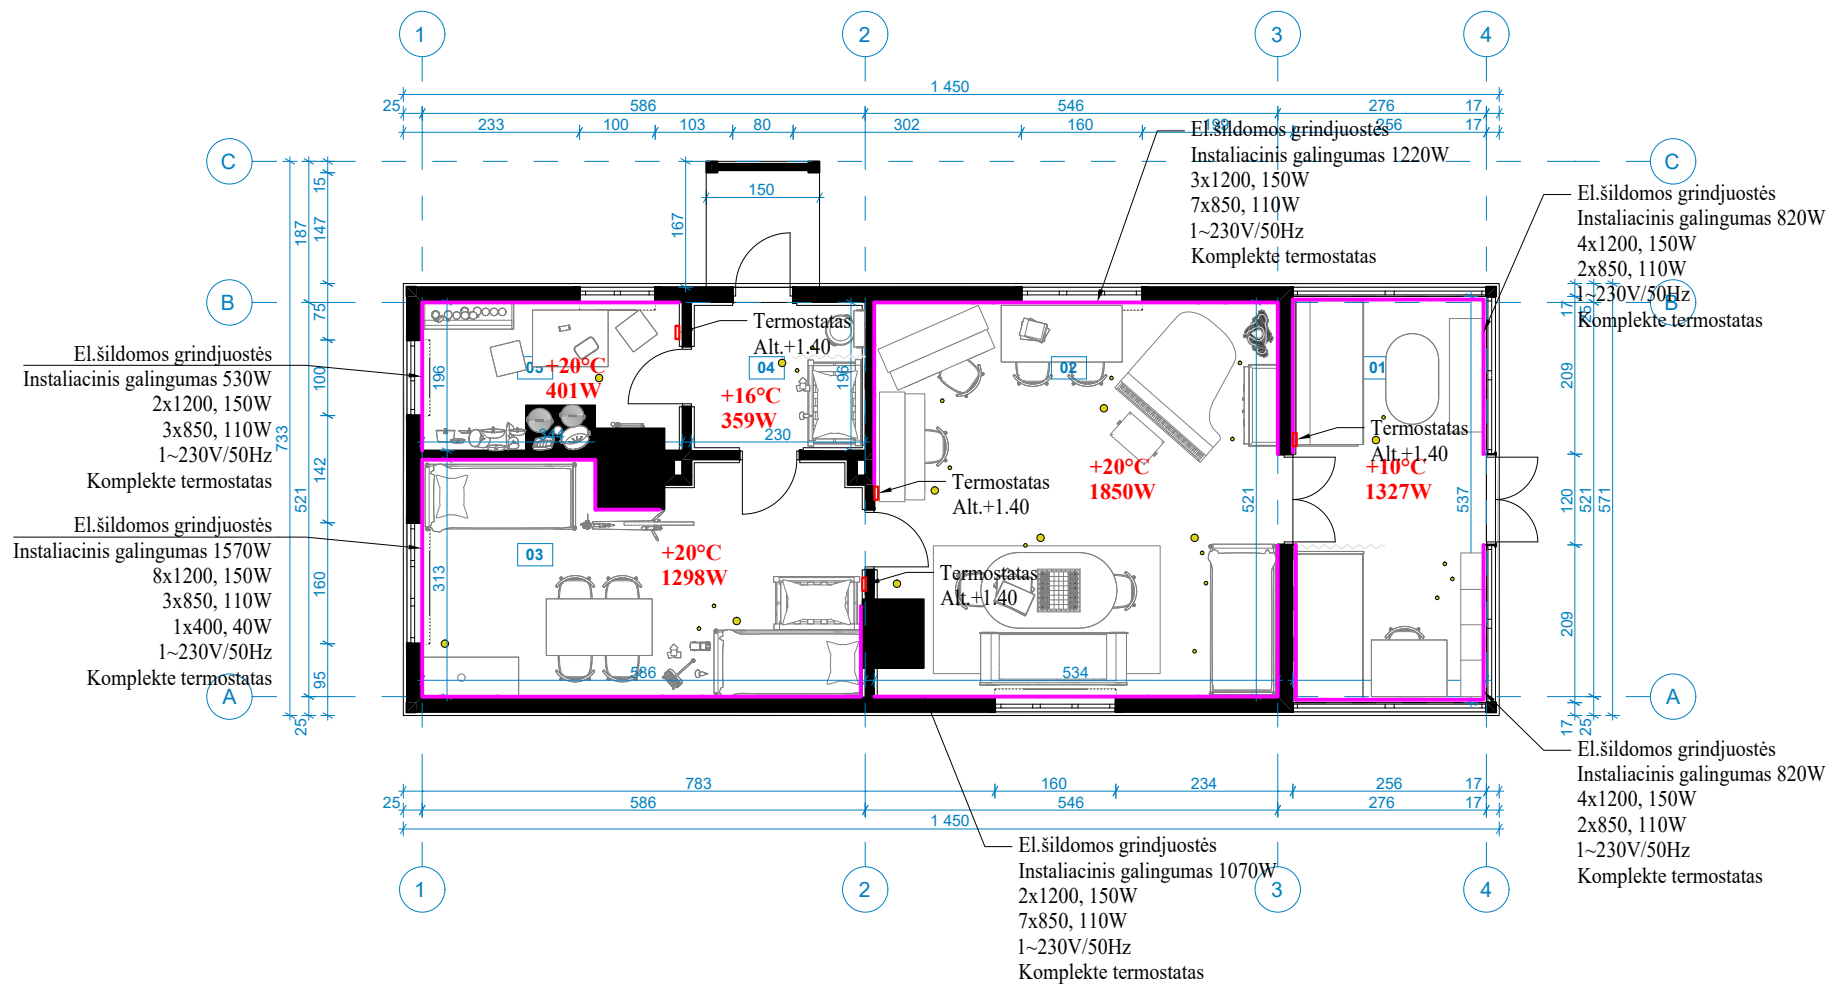 1
2
3
4
1 450
25
586
546
276
17
233
100
103
80
302
160
199
256
17
C
C
15
187
147
167
150
El.šildomos grindjuostės
Instaliacinis galingumas 1220W
3x1200, 150W
7x850, 110W
1~230V/50Hz
Komplekte termostatas
El.šildomos grindjuostės
Instaliacinis galingumas 820W
4x1200, 150W
2x850, 110W
1~230V/50Hz
Komplekte termostatas
B
B
75
17
25
Termostatas
Alt.+1.40
El.šildomos grindjuostės
Instaliacinis galingumas 530W
2x1200, 150W
3x850, 110W
1~230V/50Hz
Komplekte termostatas
100
196
05
+20°C
401W
04
196
+16°C
359W
02
01
209
733
344
230
142
Termostatas
Alt.+1.40
+20°C
1850W
Termostatas
Alt.+1.40
+10°C
1327W
521
521
537
120
521
571
El.šildomos grindjuostės
Instaliacinis galingumas 1570W
8x1200, 150W
3x850, 110W
1x400, 40W
1~230V/50Hz
Komplekte termostatas
160
313
03
+20°C
1298W
Termostatas
Alt.+1.40
209
95
586
534
A
A
25
17
25
El.šildomos grindjuostės
Instaliacinis galingumas 820W
4x1200, 150W
2x850, 110W
1~230V/50Hz
Komplekte termostatas
783
160
234
256
17
25
586
546
276
17
1 450
El.šildomos grindjuostės
Instaliacinis galingumas 1070W
2x1200, 150W
7x850, 110W
1~230V/50Hz
Komplekte termostatas
1
2
3
4